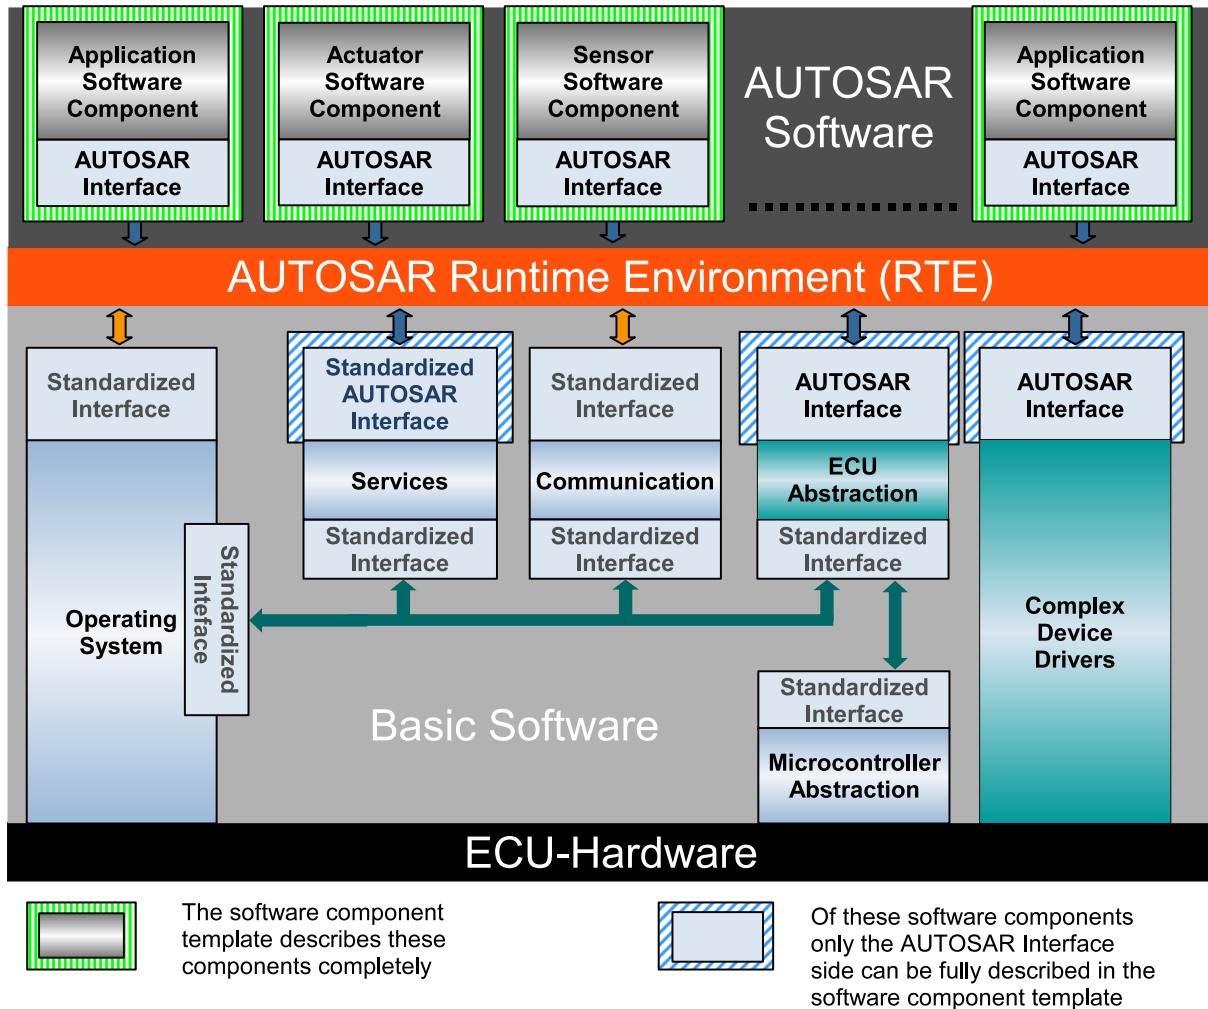 Application
Software
Component
AUTOSAR
Interface
Actuator
Software
Component
AUTOSAR
Interface
Sensor
Software
Component
AUTOSAR
Interface
AUTOSAR
Software
Application
Software
Component
AUTOSAR
Interface
AUTOSAR Runtime Environment (RTE)
Standardized
Interface
Operating
System
Standardized
Interface
Standardized
AUTOSAR
Interface
Services
Standardized
Interface
Standardized
Interface
Communication
Standardized
Interface
AUTOSAR
Interface
ECU
Abstraction
Standardized
Interface
Standardized
Interface
Microcontroller
Abstraction
AUTOSAR
Interface
Complex
Device
Drivers
Basic Software
ECU-Hardware
The software component
template describes these
components completely
Of these software components
only the AUTOSAR Interface
side can be fully described in the
software component template